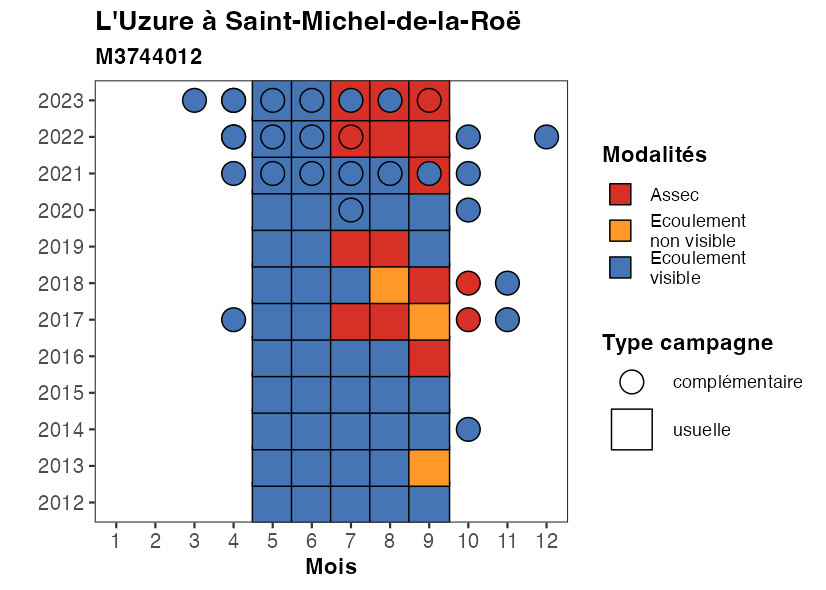 L'Uzure à Saint-Michel-de-la-Roë
M3744012
2023
2022
2021
2020
2019
2018
2017
2016
2015
2014
2013
2012
1 2 3 4 5 6 7 8 9 10 11 12
Mois
Modalités
Assec
Ecoulement
non visible
Ecoulement
visible
Type campagne
complémentaire
usuelle